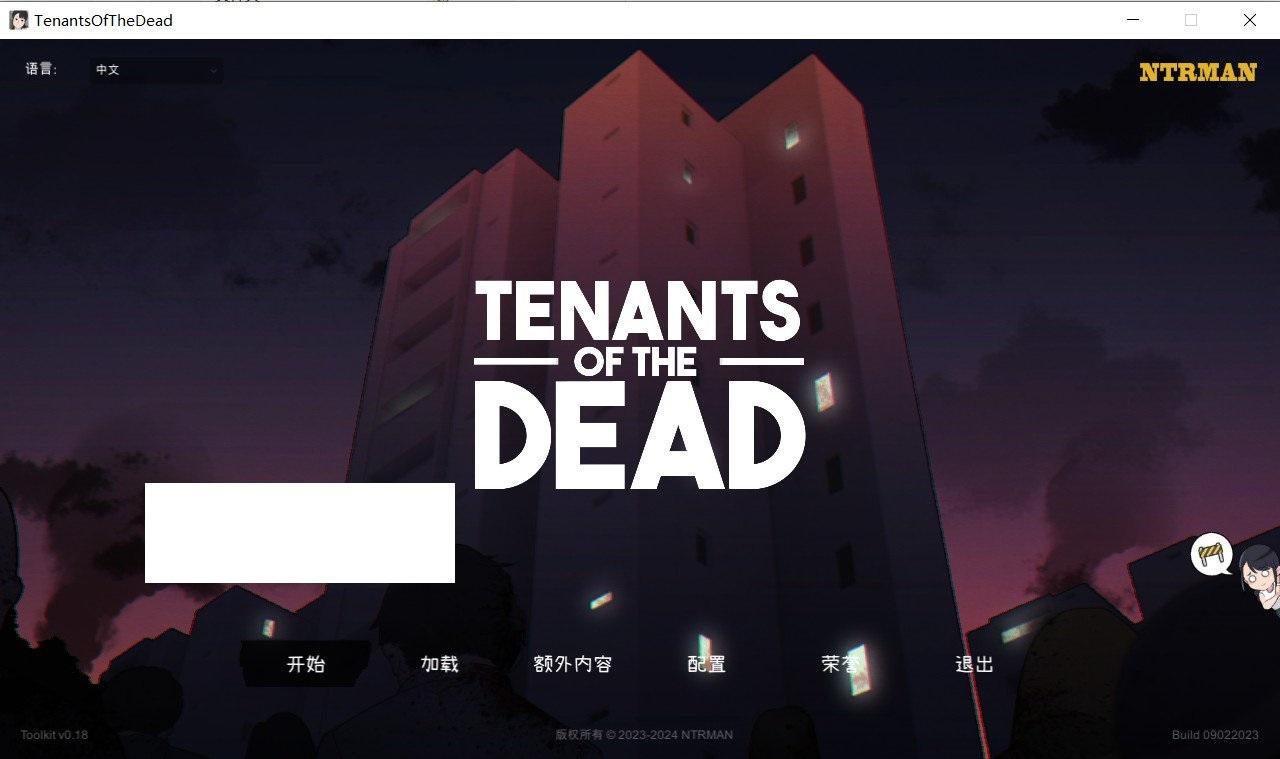 TenantsOfTheDead
语言: 中文
NTRMAN
TENANTS
OF THE
DEAD
开始 加载 额外内容 配置 荣誉 退出
Toolkit v0.18 版权所有 © 2023-2024 NTRMAN Build 09022023